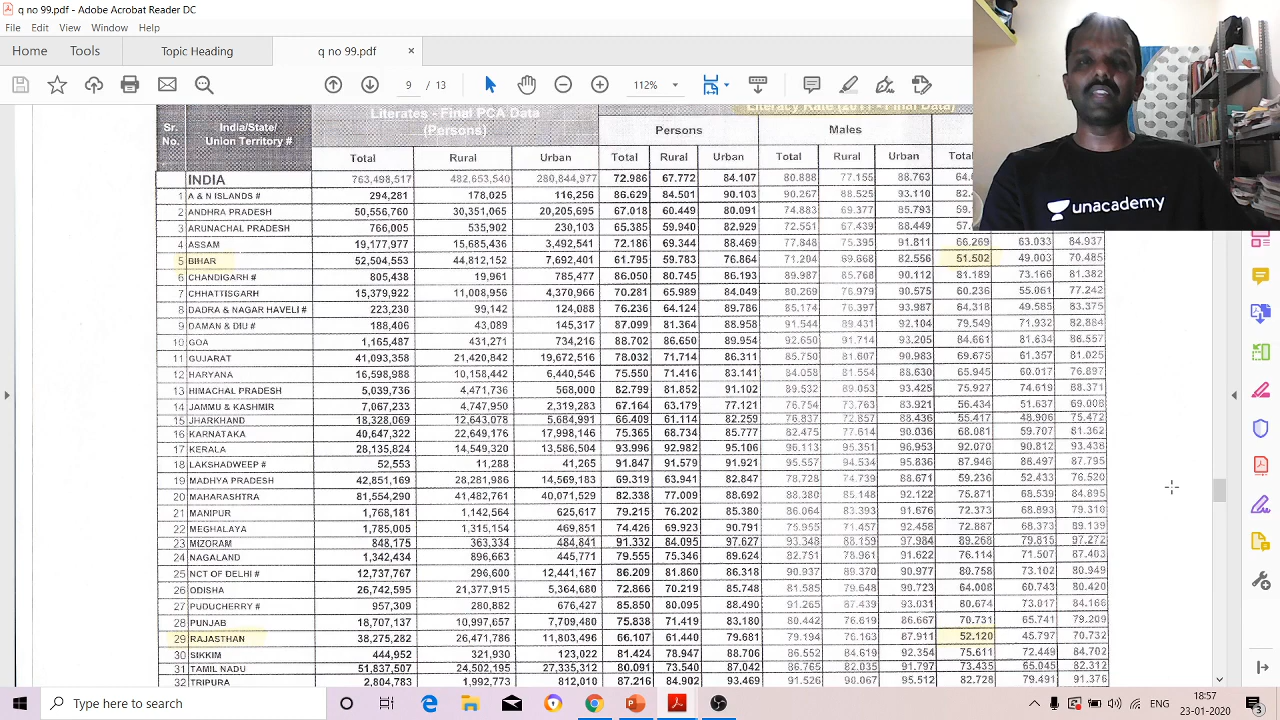 q no 99.pdf - Adobe Acrobat Reader DC
File Edit View Window Help
Home Tools Topic Heading q no 99.pdf ×
9 / 13 112%
Sr. No. India/State/ Union Territory # Literates - Final PCA Data (Persons) Literacy Rate (2011 - Final Data)
Persons Males
Total Rural Urban Total Rural Urban Total Rural Urban
INDIA 763,498,517 482,653,540 280,844,977 72.986 67.772 84.107 80.888 77.155 88.763
1 A & N ISLANDS # 294,281 178,025 116,256 86.629 84.501 90.103 90.267 88.525 93.110
2 ANDHRA PRADESH 50,556,760 30,351,065 20,205,695 67.018 60.449 80.091 74.883 69.377 85.793
3 ARUNACHAL PRADESH 766,005 535,902 230,103 65.385 59.940 82.929 72.551 67.439 88.449
4 ASSAM 19,177,977 15,685,436 3,492,541 72.186 69.344 88.469 77.848 75.395 91.811 66.269 63.033 84.937
5 BIHAR 52,504,553 44,812,152 7,692,401 61.795 59.783 76.864 71.204 69.668 82.556 51.502 49.003 70.485
6 CHANDIGARH # 805,438 19,961 785,477 86.050 80.745 86.193 89.987 85.768 90.112 81.189 73.166 81.382
7 CHHATTISGARH 15,379,922 11,008,956 4,370,966 70.281 65.989 84.049 80.269 76.979 90.575 60.236 55.061 77.242
8 DADRA & NAGAR HAVELI # 223,230 99,142 124,088 76.236 64.124 89.786 85.174 76.397 93.987 64.318 49.585 83.375
9 DAMAN & DIU # 188,406 43,089 145,317 87.099 81.364 88.958 91.544 89.431 92.104 79.549 71.932 82.884
10 GOA 1,165,487 431,271 734,216 88.702 86.650 89.954 92.650 91.714 93.205 84.661 81.634 86.557
11 GUJARAT 41,093,358 21,420,842 19,672,516 78.032 71.714 86.311 85.750 81.607 90.983 69.675 61.357 81.025
12 HARYANA 16,598,988 10,158,442 6,440,546 75.550 71.416 83.141 84.058 81.554 88.630 65.945 60.017 76.897
13 HIMACHAL PRADESH 5,039,736 4,471,736 568,000 82.799 81.852 91.102 89.532 89.053 93.425 75.927 74.619 88.371
14 JAMMU & KASHMIR 7,067,233 4,747,950 2,319,283 67.164 63.179 77.121 76.754 73.763 83.921 56.434 51.637 69.008
15 JHARKHAND 18,328,069 12,643,078 5,684,991 66.409 61.114 82.259 76.837 72.857 88.436 55.417 48.906 75.472
16 KARNATAKA 40,647,322 22,649,176 17,998,146 75.365 68.734 85.777 82.475 77.614 90.036 68.081 59.707 81.362
17 KERALA 28,135,824 14,549,320 13,586,504 93.996 92.982 95.106 96.113 95.351 96.953 92.070 90.812 93.438
18 LAKSHADWEEP # 52,553 11,288 41,265 91.847 91.579 91.921 95.557 94.534 95.836 87.946 86.497 87.795
19 MADHYA PRADESH 42,851,169 28,281,986 14,569,183 69.319 63.941 82.847 78.728 74.739 88.671 59.236 52.433 76.520
20 MAHARASHTRA 81,554,290 41,482,761 40,071,529 82.338 77.009 88.692 88.380 85.148 92.122 75.871 68.539 84.895
21 MANIPUR 1,768,181 1,142,564 625,617 79.215 76.202 85.380 86.064 83.393 91.676 72.373 68.893 79.310
22 MEGHALAYA 1,785,005 1,315,154 469,851 74.426 69.923 90.791 75.955 71.457 92.458 72.887 68.373 89.139
23 MIZORAM 848,175 363,334 484,841 91.332 84.095 97.627 93.348 88.159 97.984 89.268 79.815 97.272
24 NAGALAND 1,342,434 896,663 445,771 79.555 75.346 89.624 82.751 78.961 91.622 76.114 71.507 87.403
25 NCT OF DELHI # 12,737,767 296,600 12,441,167 86.209 81.860 86.318 90.937 89.370 90.977 80.758 73.102 80.949
26 ODISHA 26,742,595 21,377,915 5,364,680 72.866 70.219 85.748 81.585 79.648 90.723 64.008 60.743 80.420
27 PUDUCHERRY # 957,309 280,882 676,427 85.850 80.095 88.490 91.265 87.439 93.031 80.674 73.017 84.166
28 PUNJAB 18,707,137 10,997,657 7,709,480 75.838 71.419 83.180 80.442 76.619 86.667 70.731 65.741 79.209
29 RAJASTHAN 38,275,282 26,471,786 11,803,496 66.107 61.440 79.681 79.194 76.163 87.911 52.120 45.797 70.732
30 SIKKIM 444,952 321,930 123,022 81.424 78.947 88.706 86.552 84.619 92.354 75.611 72.449 84.702
31 TAMIL NADU 51,837,507 24,502,195 27,335,312 80.091 73.540 87.042 86.765 82.035 91.797 73.435 65.045 82.312
32 TRIPURA 2,804,783 1,992,773 812,010 87.216 84.902 93.469 91.526 95.512 82.728 79.491 91.376
unacademy
Type here to search
ENG 18:57 23-01-2020 3